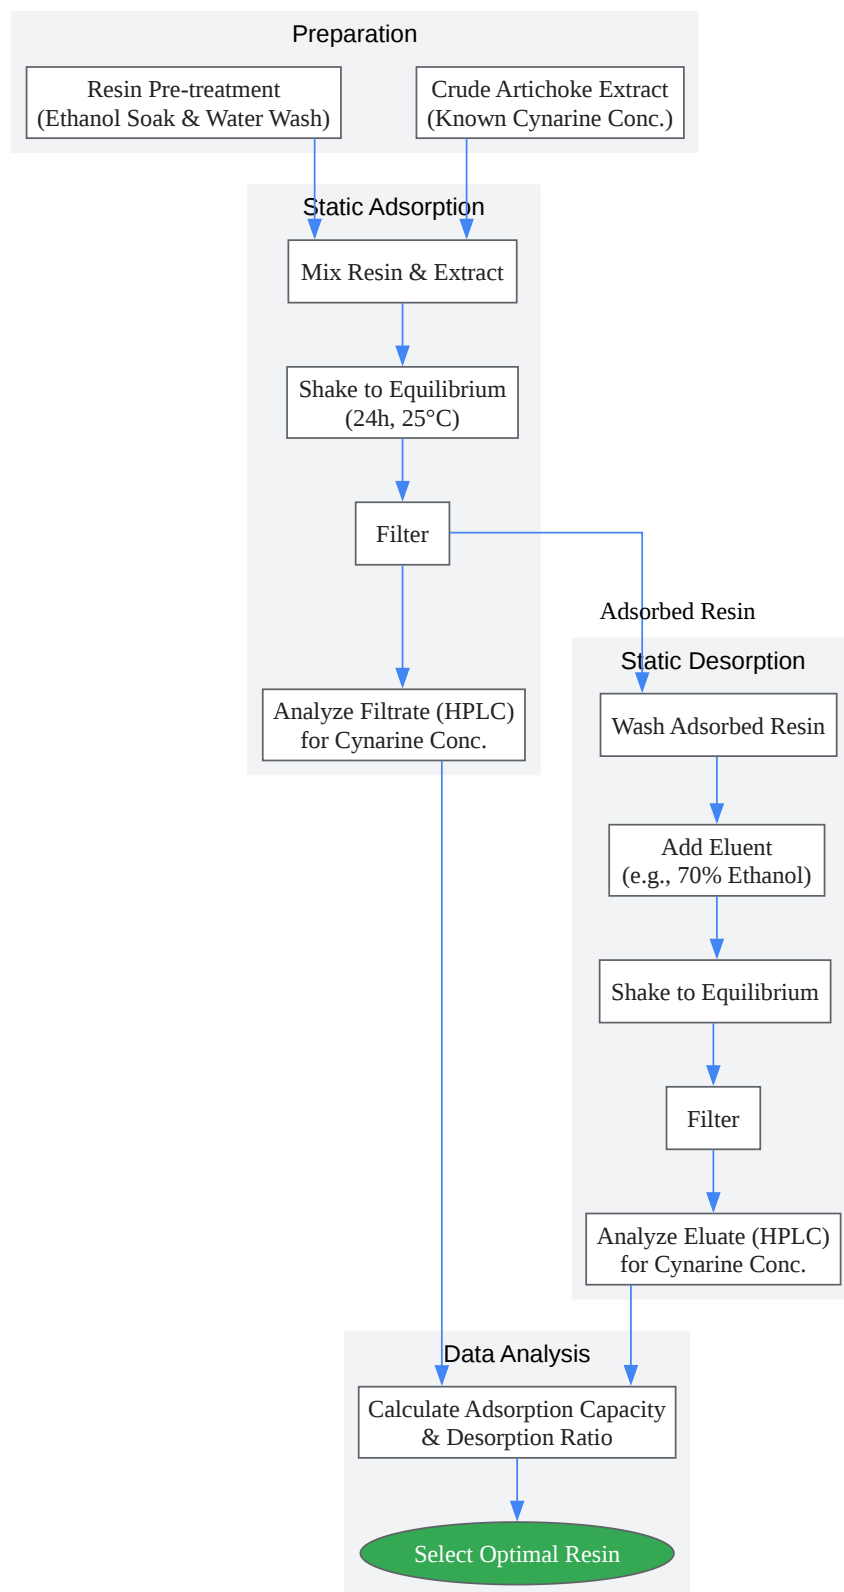 Preparation
Resin Pre-treatment
(Ethanol Soak & Water Wash)
Crude Artichoke Extract
(Known Cynarine Conc.)
Static Adsorption
Mix Resin & Extract
Shake to Equilibrium
(24h, 25°C)
Filter
Analyze Filtrate (HPLC)
for Cynarine Conc.
Adsorbed Resin
Static Desorption
Wash Adsorbed Resin
Add Eluent
(e.g., 70% Ethanol)
Shake to Equilibrium
Filter
Analyze Eluate (HPLC)
for Cynarine Conc.
Data Analysis
Calculate Adsorption Capacity
& Desorption Ratio
Select Optimal Resin